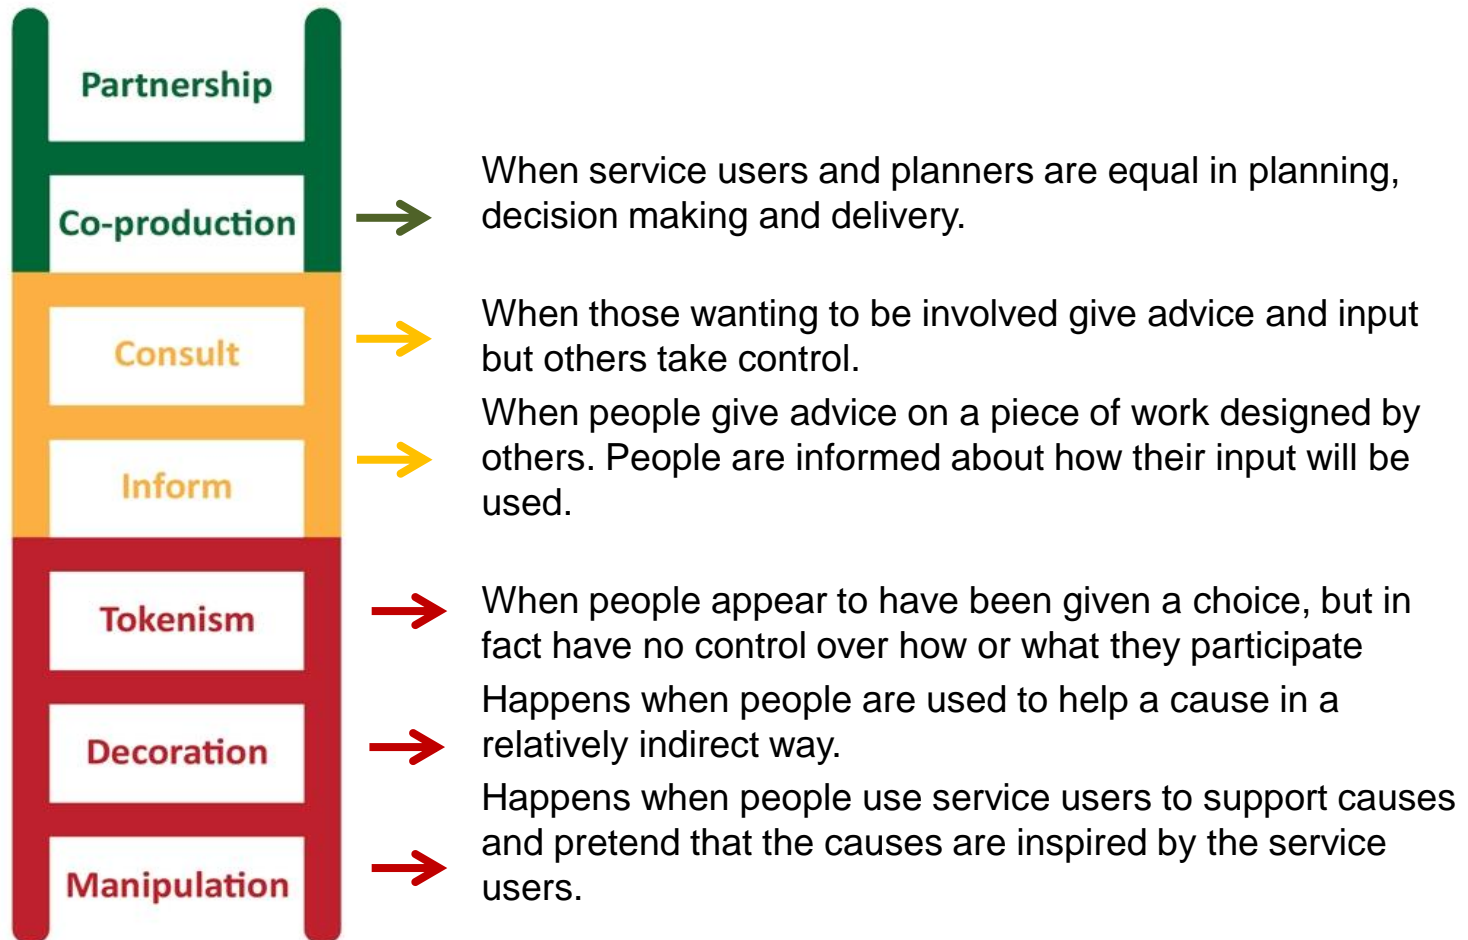 Partnership
Co-production
When service users and planners are equal in planning,
decision making and delivery.
Consult
When those wanting to be involved give advice and input
but others take control.
Inform
When people give advice on a piece of work designed by
others. People are informed about how their input will be
used.
Tokenism
When people appear to have been given a choice, but in
fact have no control over how or what they participate
Decoration
Happens when people are used to help a cause in a
relatively indirect way.
Manipulation
Happens when people use service users to support causes
and pretend that the causes are inspired by the service
users.